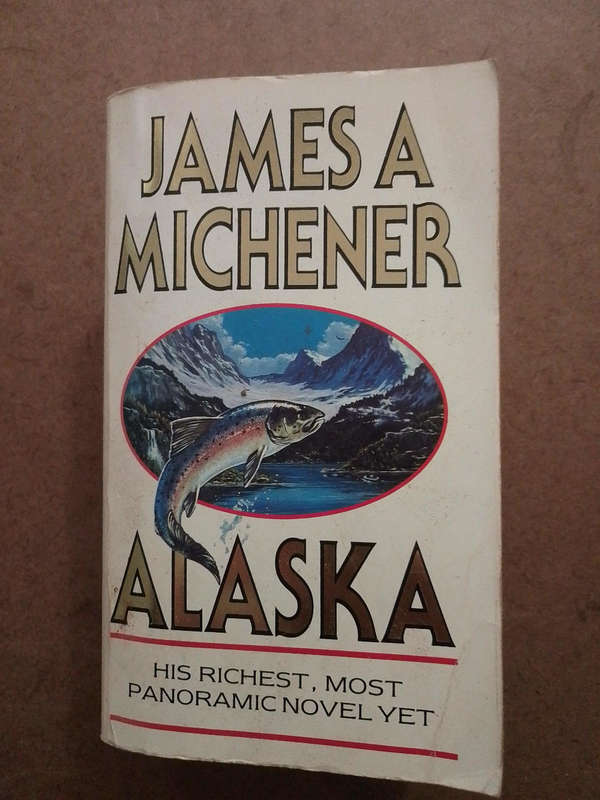 JAMES A
MICHENER
ALASKA
HIS RICHEST, MOST
PANORAMIC NOVEL YET